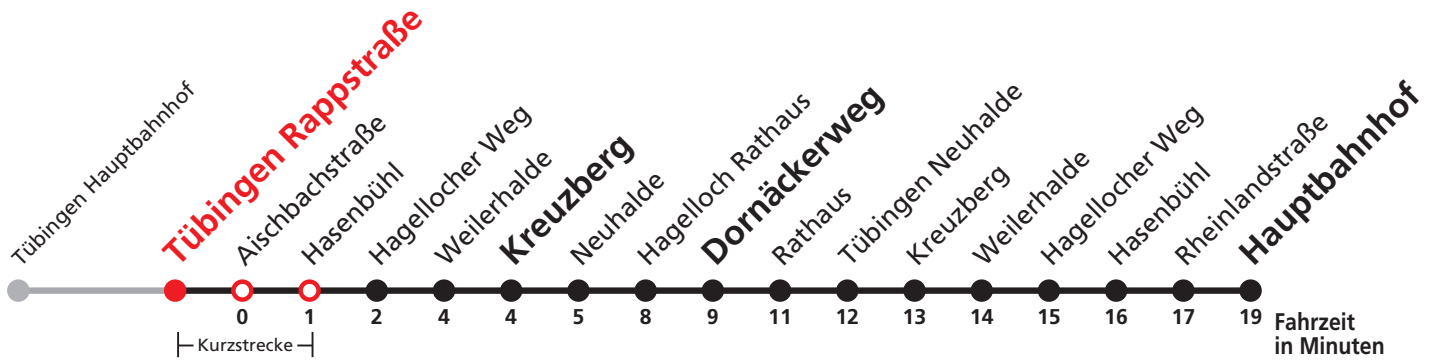 Tübingen Hauptbahnhof
Tübingen Rappstraße
Aischbachstraße
Hasenbühl
Hagellocher Weg
Weilerhalde
Kreuzberg
Neuhalde
Hagelloch Rathaus
Dornäckerweg
Rathaus
Tübingen Neuhalde
Kreuzberg
Weilerhalde
Hagellocher Weg
Hasenbühl
Rheinlandstraße
Hauptbahnhof
0 1 2 4 4 5 8 9 11 12 13 14 15 16 17 19 Fahrzeit
in Minuten
Kurzstrecke